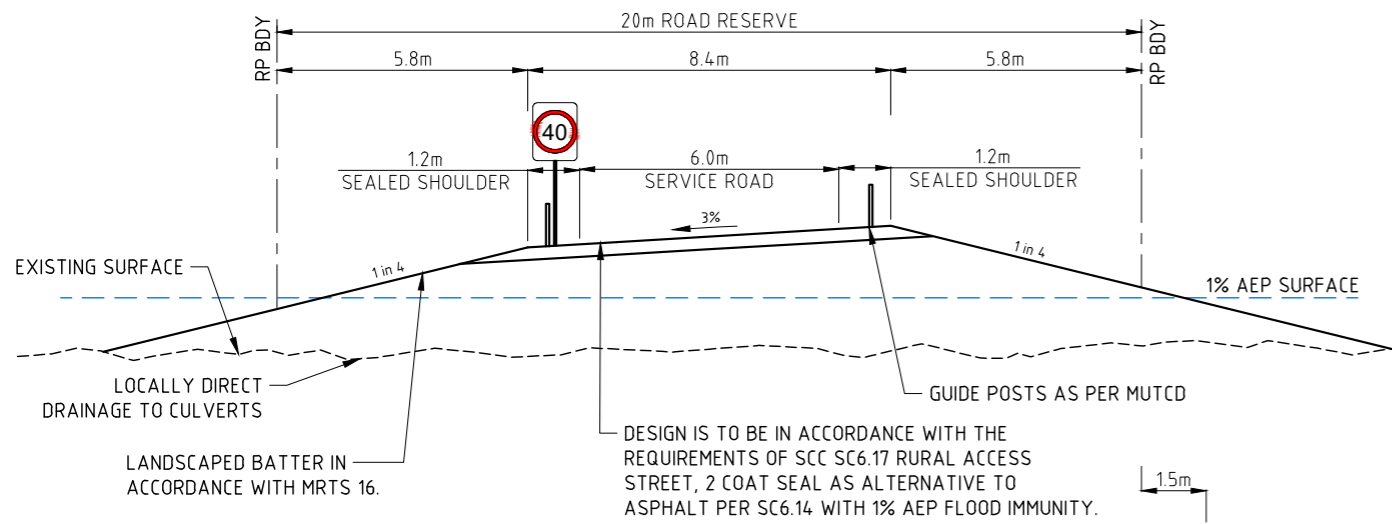 20m ROAD RESERVE
RP BDY
RP BDY
5.8m
8.4m
5.8m
40
1.2m
SEALED SHOULDER
6.0m
SERVICE ROAD
1.2m
SEALED SHOULDER
3%
EXISTING SURFACE
1 in 4
1 in 4
1% AEP SURFACE
LOCALLY DIRECT
DRAINAGE TO CULVERTS
GUIDE POSTS AS PER MUTCD
LANDSCAPED BATTER IN
ACCORDANCE WITH MRTS 16.
DESIGN IS TO BE IN ACCORDANCE WITH THE
REQUIREMENTS OF SCC SC6.17 RURAL ACCESS
STREET, 2 COAT SEAL AS ALTERNATIVE TO
ASPHALT PER SC6.14 WITH 1% AEP FLOOD IMMUNITY.
1.5m